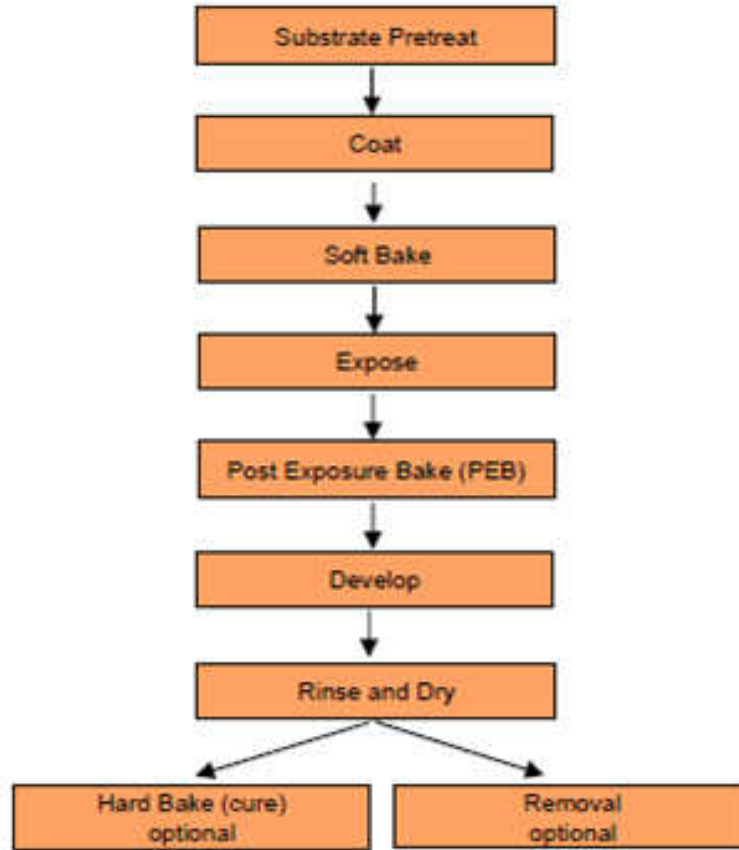 Substrate Pretreat
Coat
Soft Bake
Expose
Post Exposure Bake (PEB)
Develop
Rinse and Dry
Hard Bake (cure)
optional
Removal
optional